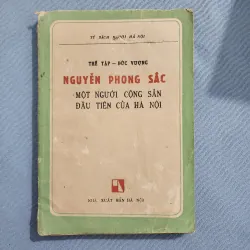 TỦ SÁCH NGƯỜI HÀ NỘI
THẾ TẬP - ĐỨC VƯỢNG
NGUYỄN PHONG SẮC
MỘT NGƯỜI CỘNG SẢN
ĐẦU TIÊN CỦA HÀ NỘI
NHÀ XUẤT BẢN HÀ NỘI